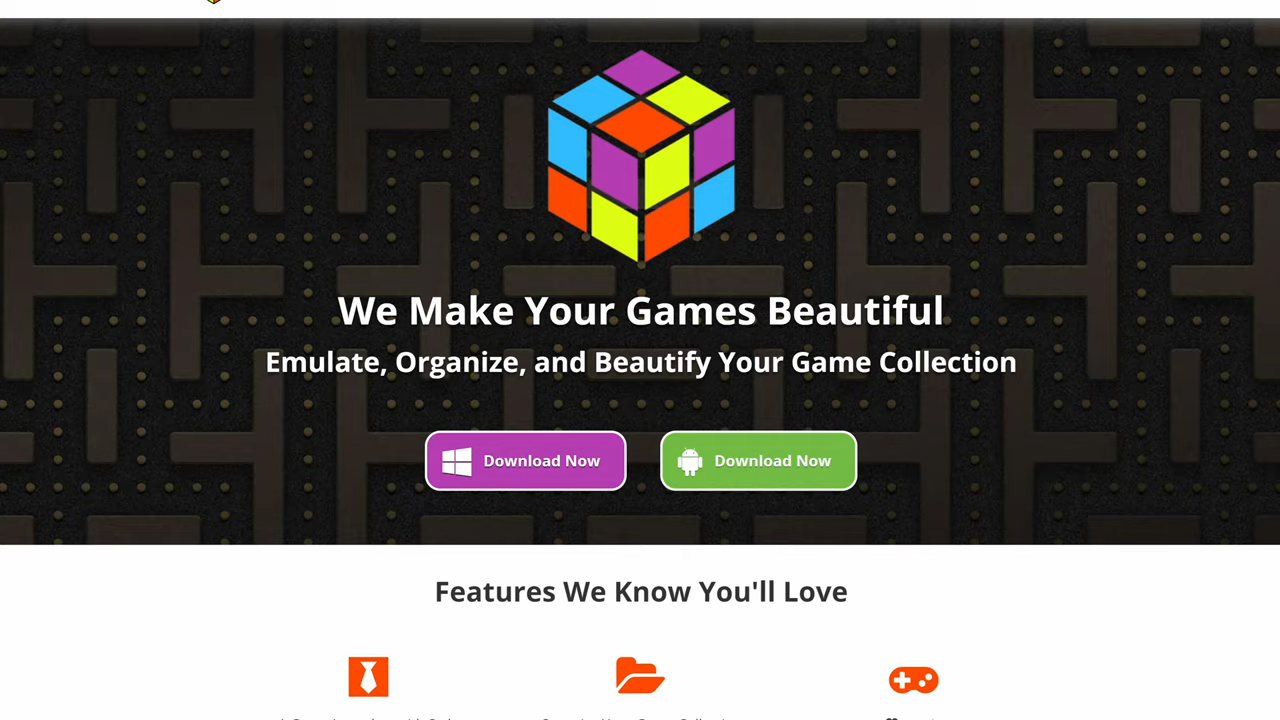 We Make Your Games Beautiful
Emulate, Organize, and Beautify Your Game Collection
Download Now
Download Now
Features We Know You'll Love